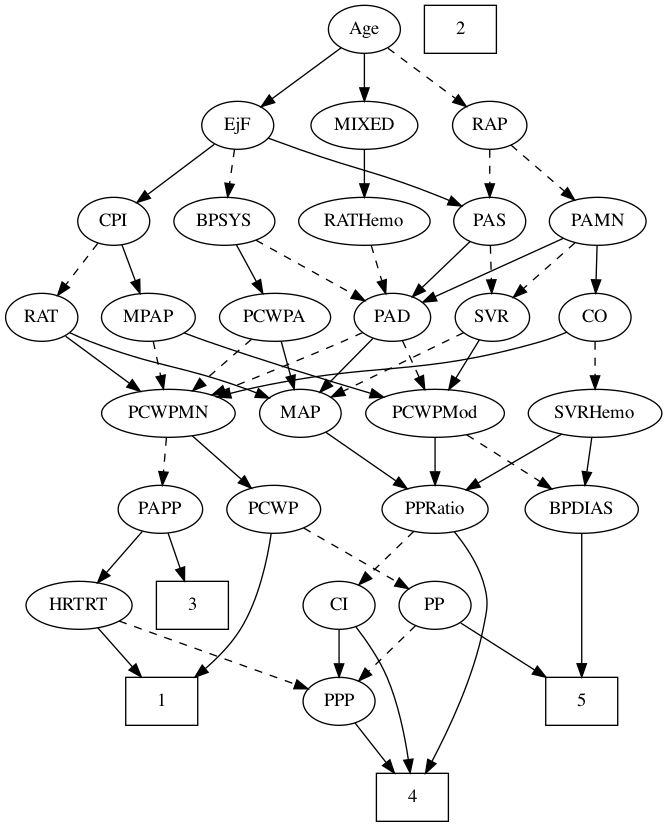 Age
2
EjF
MIXED
RAP
CPI
BPSYS
RATHemo
PAS
PAMN
RAT
MPAP
PCWPA
PAD
SVR
CO
PCWPMN
MAP
PCWPMod
SVRHemo
PAPP
PCWP
PPRatio
BPDIAS
HRTRT
3
CI
PP
1
PPP
5
4